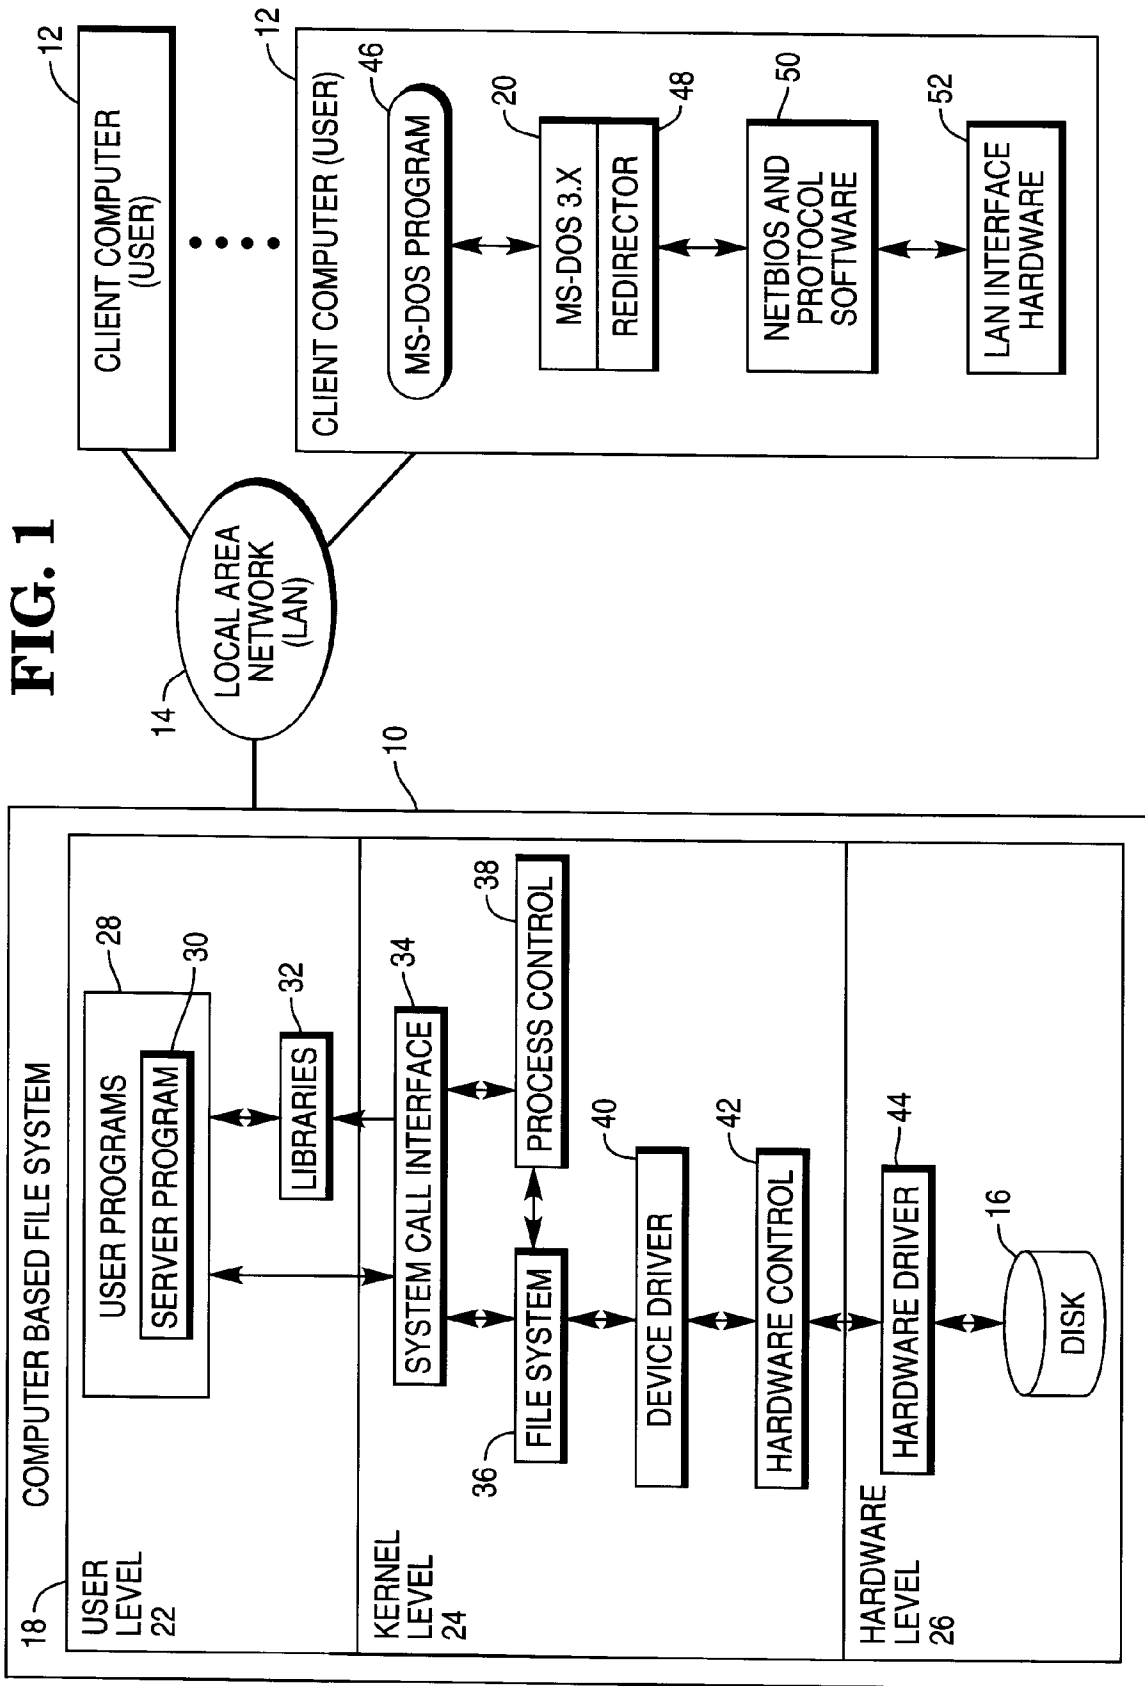 FIG. 1
COMPUTER BASED FILE SYSTEM
10
18
USER
LEVEL
22
USER PROGRAMS
28
SERVER PROGRAM
30
LIBRARIES
32
KERNEL
LEVEL
24
SYSTEM CALL INTERFACE
34
FILE SYSTEM
36
PROCESS CONTROL
38
DEVICE DRIVER
40
HARDWARE CONTROL
42
HARDWARE
LEVEL
26
HARDWARE DRIVER
44
DISK
16
LOCAL AREA
NETWORK
(LAN)
14
CLIENT COMPUTER
(USER)
12
CLIENT COMPUTER (USER)
12
MS-DOS PROGRAM
46
MS-DOS 3.X
20
REDIRECTOR
48
NETBIOS AND
PROTOCOL
SOFTWARE
50
LAN INTERFACE
HARDWARE
52